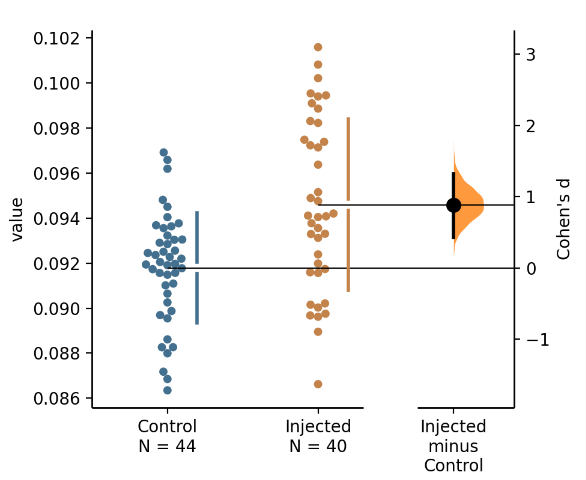 0.102
0.100
0.098
0.096
0.094
0.092
0.090
0.088
0.086
value
3
2
1
0
−1
Cohen's d
Control
N = 44
Injected
N = 40
Injected
minus
Control